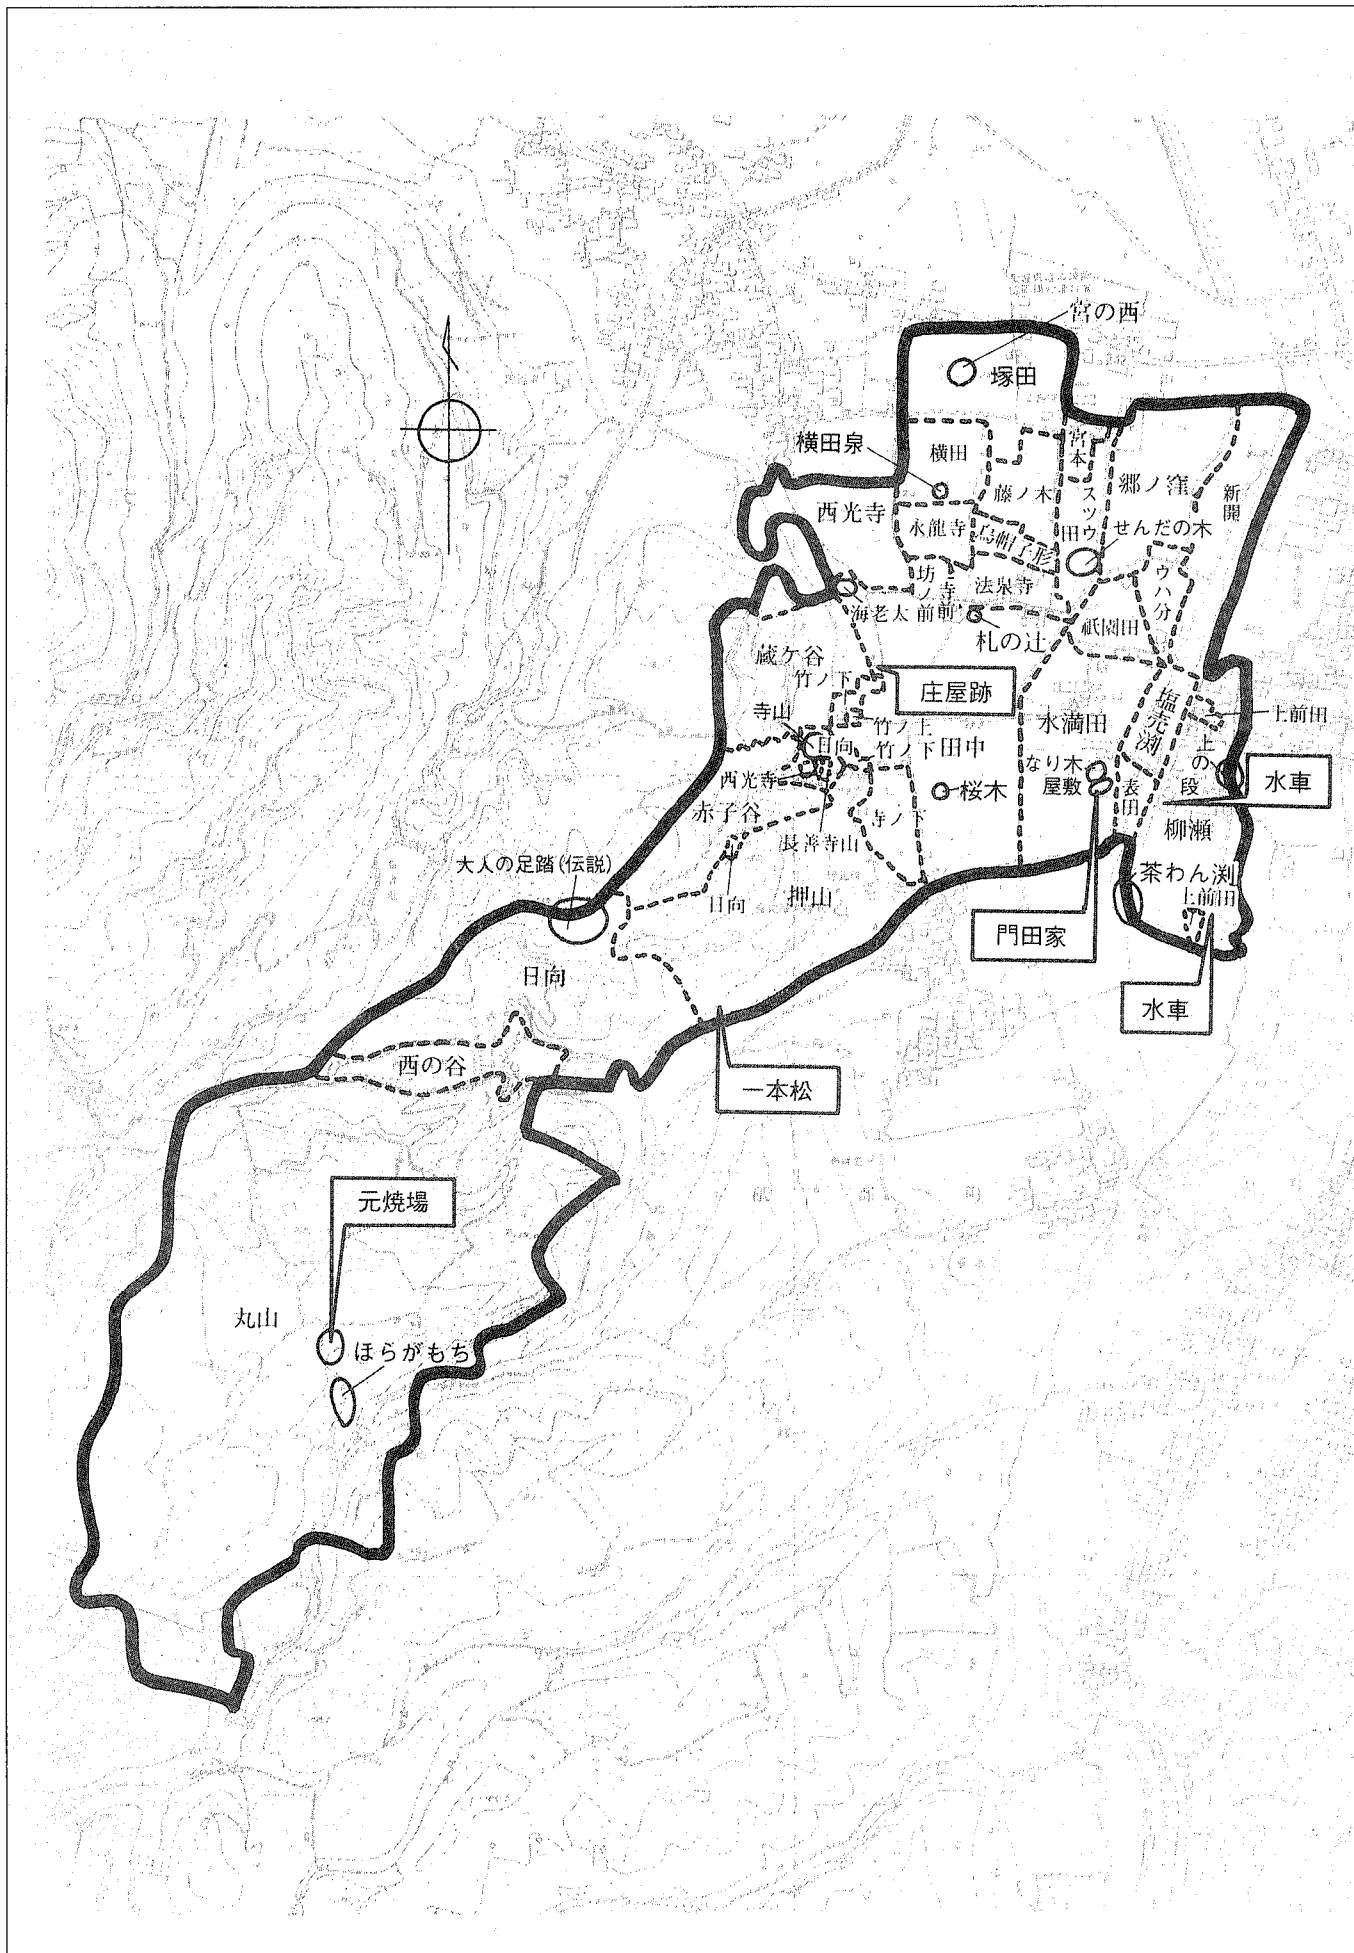 宮の西
塚田
横田泉
横田
宮本
藤ノ木
スッウ田
郷ノ窪
新開
西光寺
水龍寺
烏帽子形
せんだの木
坊ノ前
寺前
法泉寺
ウハ分
海老太
札の辻
祇園田
蔵ケ谷
竹ノ下
庄屋跡
寺山
日向
竹ノ上
竹ノ下
田中
水満田
塩売渕
上前田
上の段
西光寺
なり木
屋敷
表田
水車
桜木
赤子谷
長善寺山
寺ノ下
柳瀬
大人の足踏(伝説)
日向
押山
茶わん渕
上前田
門田家
水車
日向
西の谷
一本松
元焼場
丸山
ほらがもち